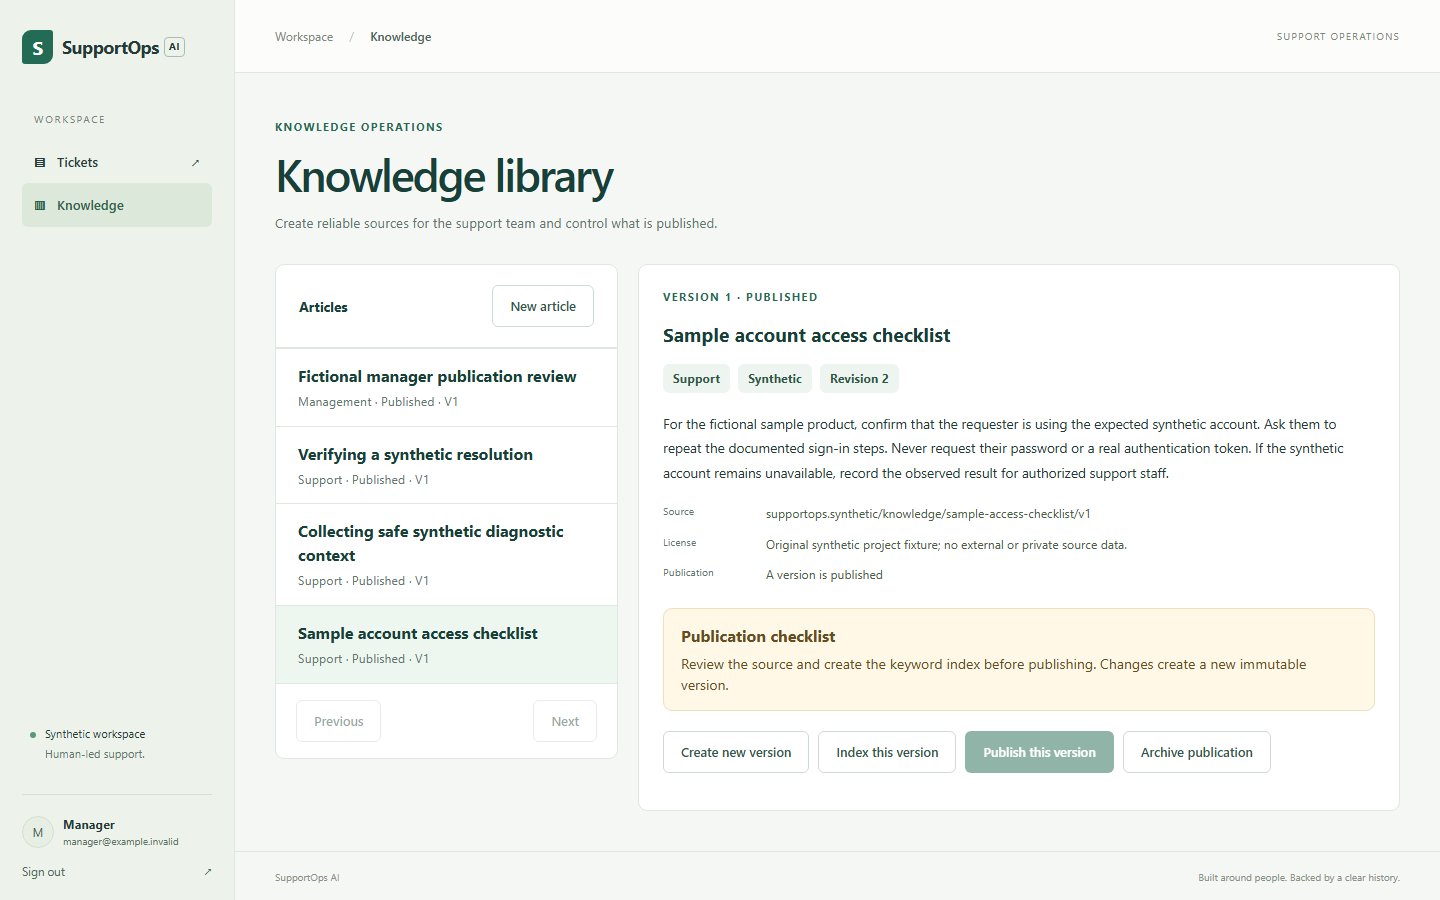 S SupportOps AI
WORKSPACE
Tickets
Knowledge
Synthetic workspace
Human-led support.
M
Manager
manager@example.invalid
Sign out
Workspace / Knowledge
SUPPORT OPERATIONS
KNOWLEDGE OPERATIONS
Knowledge library
Create reliable sources for the support team and control what is published.
Articles
New article
Fictional manager publication review
Management · Published · V1
Verifying a synthetic resolution
Support · Published · V1
Collecting safe synthetic diagnostic
context
Support · Published · V1
Sample account access checklist
Support · Published · V1
Previous
Next
VERSION 1 · PUBLISHED
Sample account access checklist
Support
Synthetic
Revision 2
For the fictional sample product, confirm that the requester is using the expected synthetic account. Ask them to
repeat the documented sign-in steps. Never request their password or a real authentication token. If the synthetic
account remains unavailable, record the observed result for authorized support staff.
Source supportops.synthetic/knowledge/sample-access-checklist/v1
License Original synthetic project fixture; no external or private source data.
Publication A version is published
Publication checklist
Review the source and create the keyword index before publishing. Changes create a new immutable
version.
Create new version
Index this version
Publish this version
Archive publication
SupportOps AI
Built around people. Backed by a clear history.